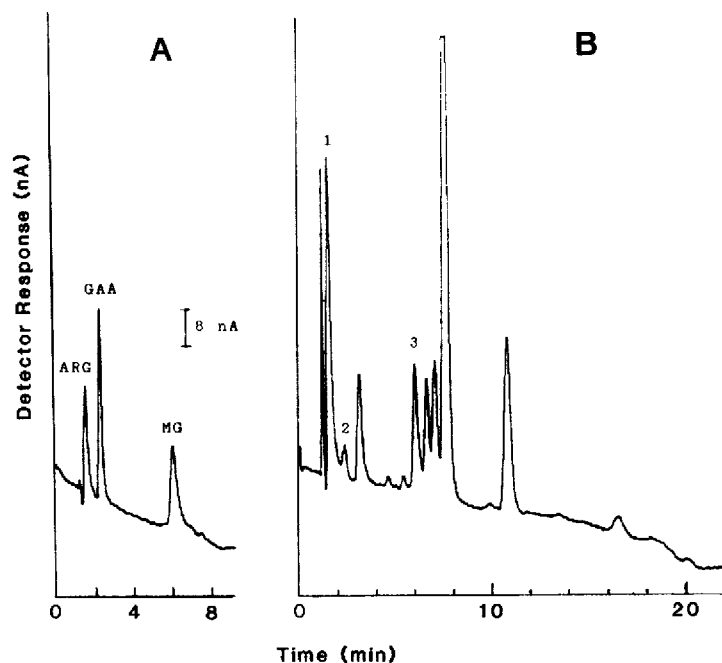 A
B
1
GAA
8 nA
ARG
3
MG
2
Detector Response (nA)
0
4
8
0
10
20
Time (min)